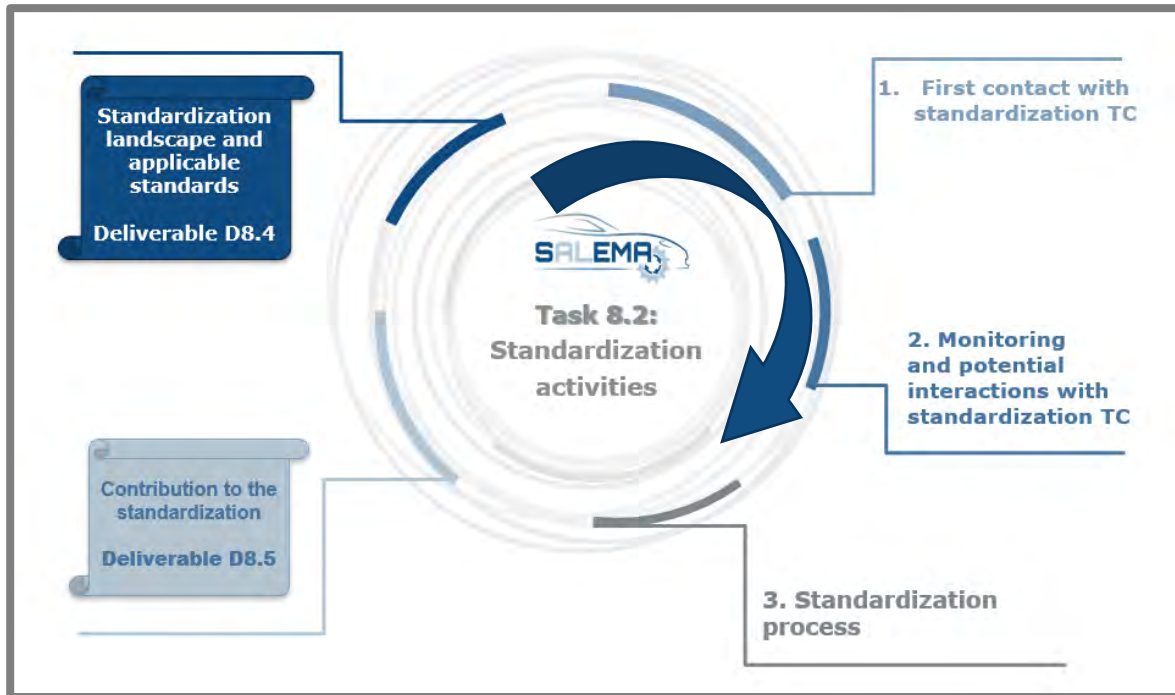 Standardization
landscape and
applicable
standards
Deliverable D8.4
1. First contact with
standardization TC
SALEMA
Task 8.2:
Standardization
activities
2. Monitoring
and potential
interactions with
standardization TC
Contribution to the
standardization
Deliverable D8.5
3. Standardization
process